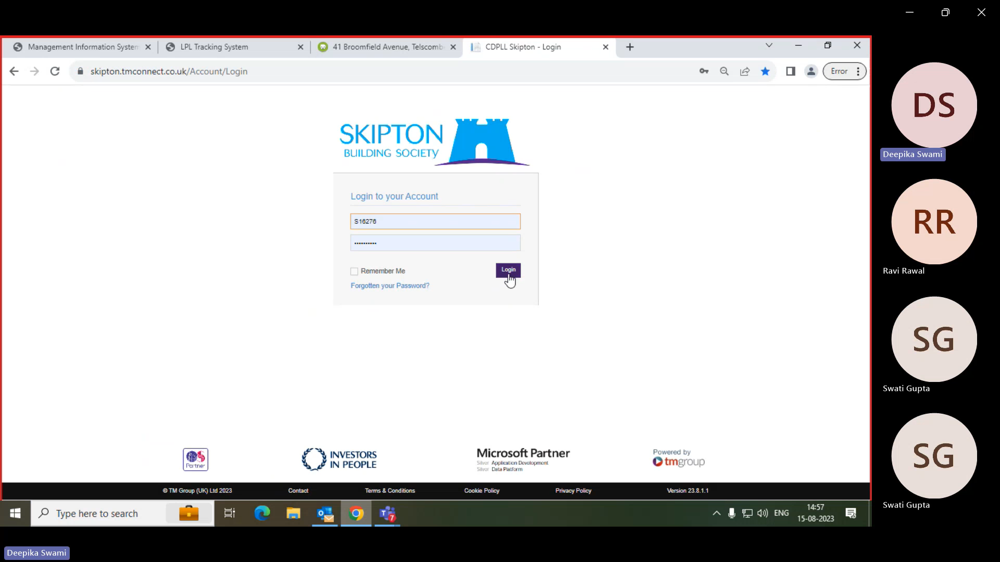 Management Information System
LPL Tracking System
41 Broomfield Avenue, Telscomb
CDPLL Skipton - Login
skipton.tmconnect.co.uk/Account/Login
Error
SKIPTON
BUILDING SOCIETY
Login to your Account
S16276
••••••••••
Remember Me
Login
Forgotten your Password?
Partner
INVESTORS
IN PEOPLE
Microsoft Partner
Silver Application Development
Silver Data Platform
Powered by
tmgroup
© TM Group (UK) Ltd 2023
Contact
Terms & Conditions
Cookie Policy
Privacy Policy
Version 23.8.1.1
Type here to search
7
ENG
14:57
15-08-2023
DS
Deepika Swami
RR
Ravi Rawal
SG
Swati Gupta
SG
Swati Gupta
Deepika Swami